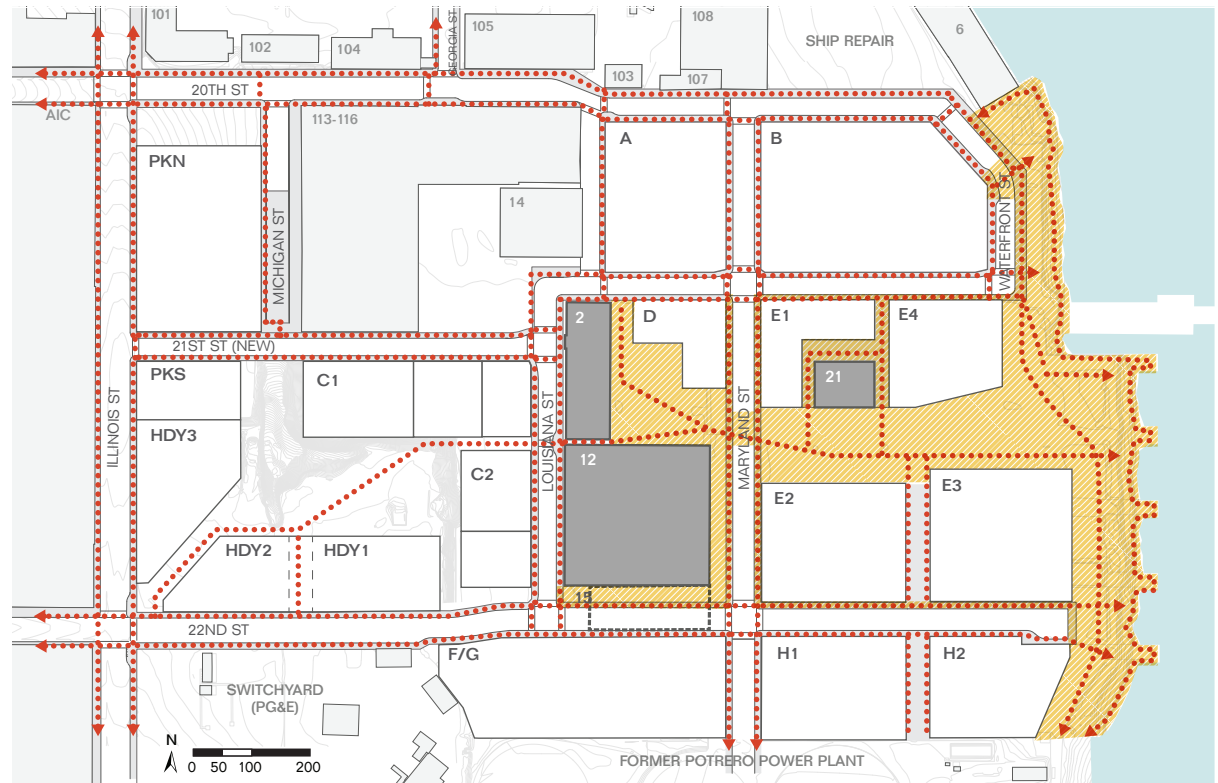 101
102
104
GEORGIA ST
105
108
SHIP REPAIR
6
103
107
20TH ST
AIC
113-116
A
B
PKN
14
MICHIGAN ST
WATERFRONT ST
2
D
E1
E4
21ST ST (NEW)
PKS
C1
21
ILLINOIS ST
LOUISIANA ST
MARYLAND ST
HDY3
12
C2
E2
E3
HDY2
HDY1
15
22ND ST
F/G
H1
H2
SWITCHYARD
(PG&E)
N
0 50 100 200
FORMER POTRERO POWER PLANT